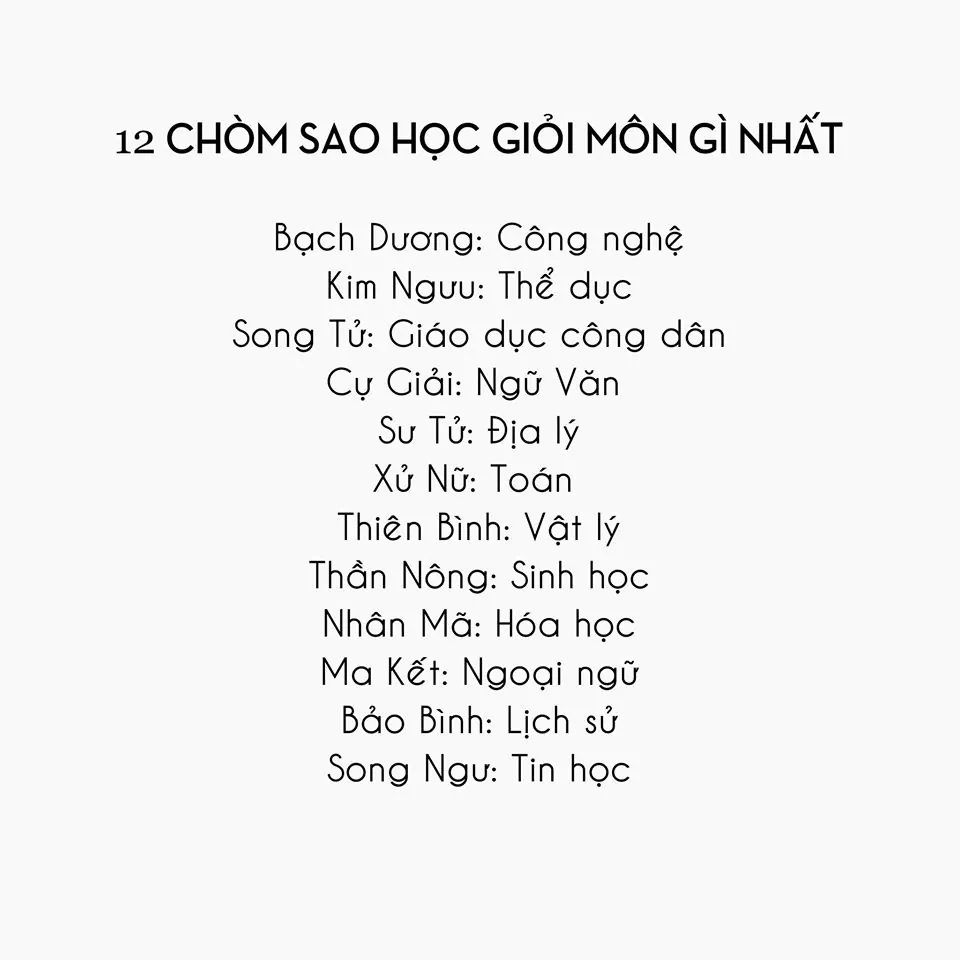 12 CHÒM SAO HỌC GIỎI MÔN GÌ NHẤT
Bạch Dương: Công nghệ
Kim Ngưu: Thể dục
Song Tử: Giáo dục công dân
Cự Giải: Ngữ Văn
Sư Tử: Địa lý
Xử Nữ: Toán
Thiên Bình: Vật lý
Thần Nông: Sinh học
Nhân Mã: Hóa học
Ma Kết: Ngoại ngữ
Bảo Bình: Lịch sử
Song Ngư: Tin học